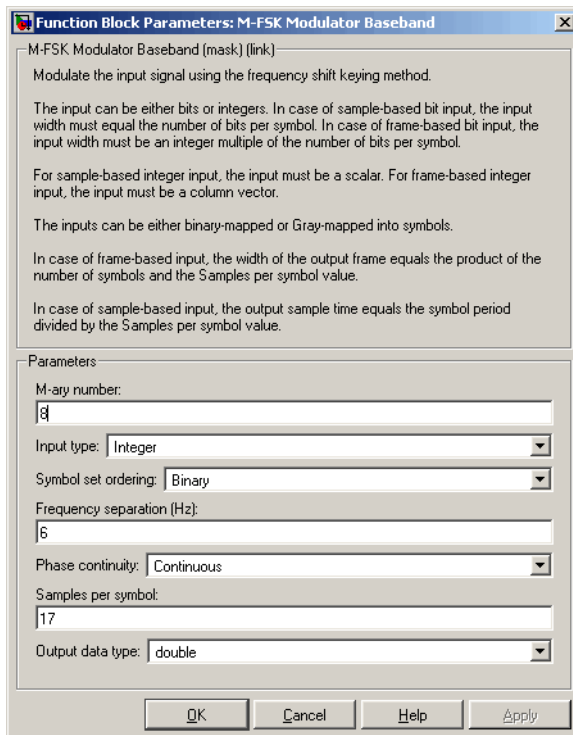 Function Block Parameters: M-FSK Modulator Baseband
M-FSK Modulator Baseband (mask) (link)
Modulate the input signal using the frequency shift keying method.
The input can be either bits or integers. In case of sample-based bit input, the input
width must equal the number of bits per symbol. In case of frame-based bit input, the
input width must be an integer multiple of the number of bits per symbol.
For sample-based integer input, the input must be a scalar. For frame-based integer
input, the input must be a column vector.
The inputs can be either binary-mapped or Gray-mapped into symbols.
In case of frame-based input, the width of the output frame equals the product of the
number of symbols and the Samples per symbol value.
In case of sample-based input, the output sample time equals the symbol period
divided by the Samples per symbol value.
Parameters
M-ary number:
8
Input type: Integer
Symbol set ordering: Binary
Frequency separation (Hz):
6
Phase continuity: Continuous
Samples per symbol:
17
Output data type: double
OK Cancel Help Apply